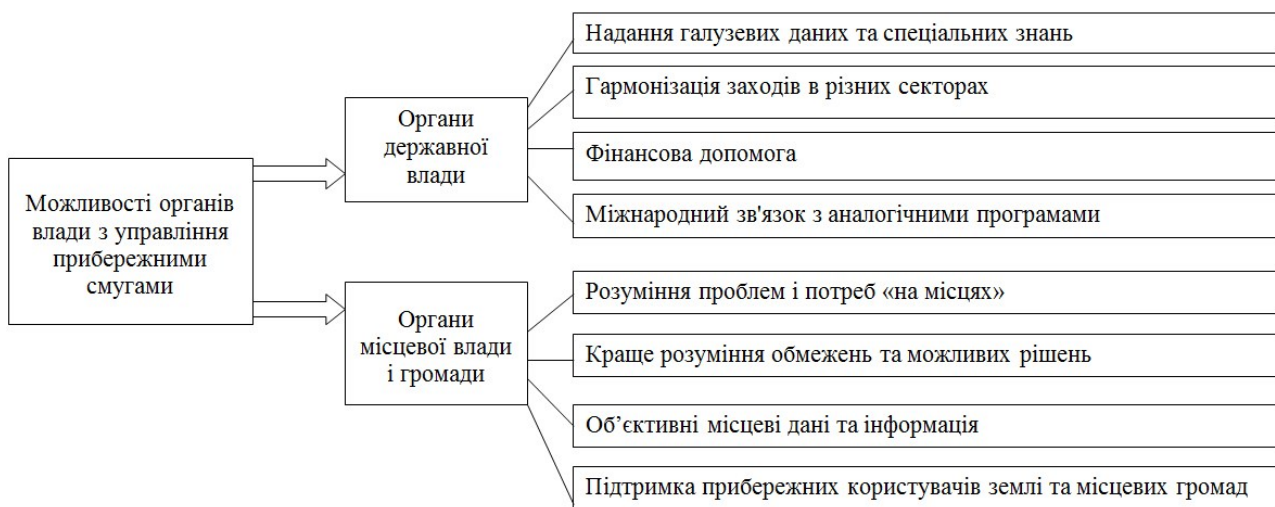 Можливості органів
влади з управління
прибережними
смугами
Органи
державної
влади
Надання галузевих даних та спеціальних знань
Гармонізація заходів в різних секторах
Фінансова допомога
Міжнародний зв'язок з аналогічними програмами
Органи
місцевої влади
і громади
Розуміння проблем і потреб «на місцях»
Краще розуміння обмежень та можливих рішень
Об’єктивні місцеві дані та інформація
Підтримка прибережних користувачів землі та місцевих громад